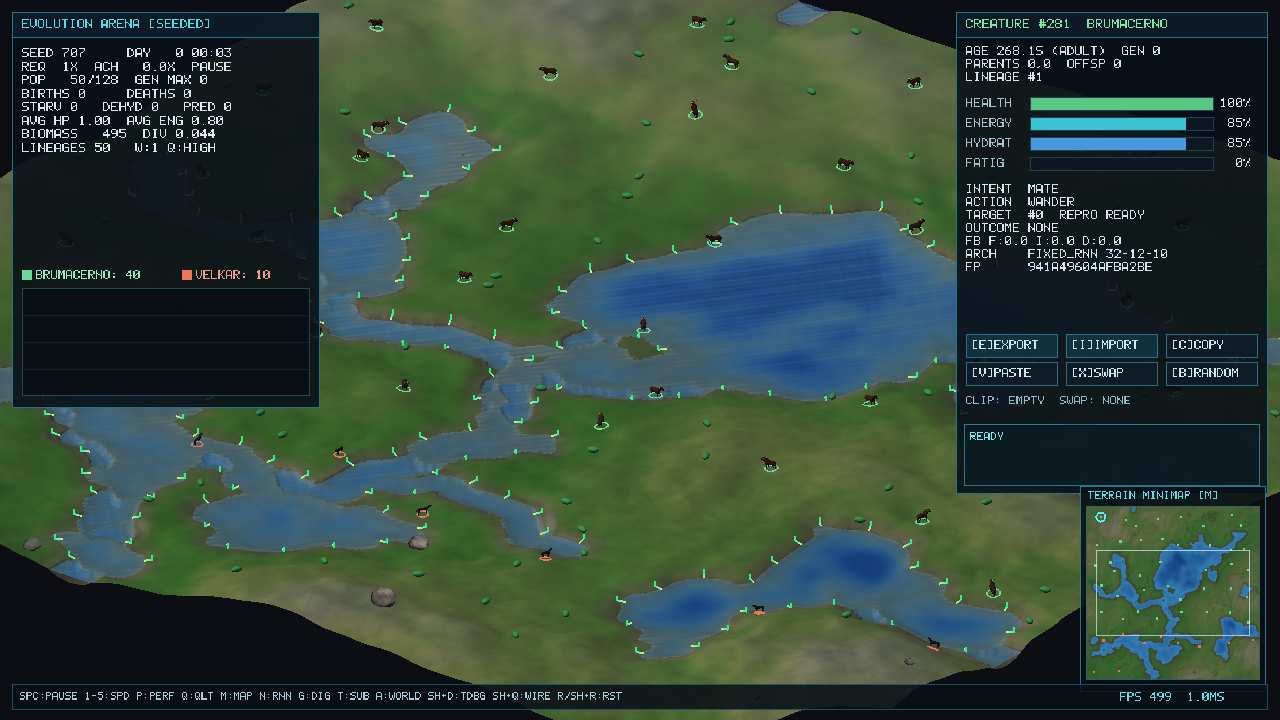 EVOLUTION ARENA [SEEDED]
SEED 707 DAY 0 00:03
REQ 1X ACH 0.0X PAUSE
POP 50/128 GEN MAX 0
BIRTHS 0 DEATHS 0
STARV 0 DEHYD 0 PRED 0
AVG HP 1.00 AVG ENG 0.80
BIOMASS 495 DIV 0.044
LINEAGES 50 W:1 Q:HIGH
BRUMACERNO: 40 VELKAR: 10
CREATURE #281 BRUMACERNO
AGE 268.1S (ADULT) GEN 0
PARENTS 0,0 OFFSP 0
LINEAGE #1
HEALTH 100%
ENERGY 85%
HYDRAT 85%
FATIG 0%
INTENT MATE
ACTION WANDER
TARGET #0 REPRO READY
OUTCOME NONE
FB F:0.0 I:0.0 D:0.0
ARCH FIXED_RNN 32-12-10
FP 941A49604AFBA2BE
[E]EXPORT [I]IMPORT [C]COPY
[V]PASTE [X]SWAP [B]RANDOM
CLIP: EMPTY SWAP: NONE
READY
TERRAIN MINIMAP [M]
SPC:PAUSE 1-5:SPD P:PERF Q:QLT M:MAP N:RNN G:DIG T:SUB A:WORLD SH+D:TDBG SH+Q:WIRE R/SH+R:RST
FPS 499 1.0MS